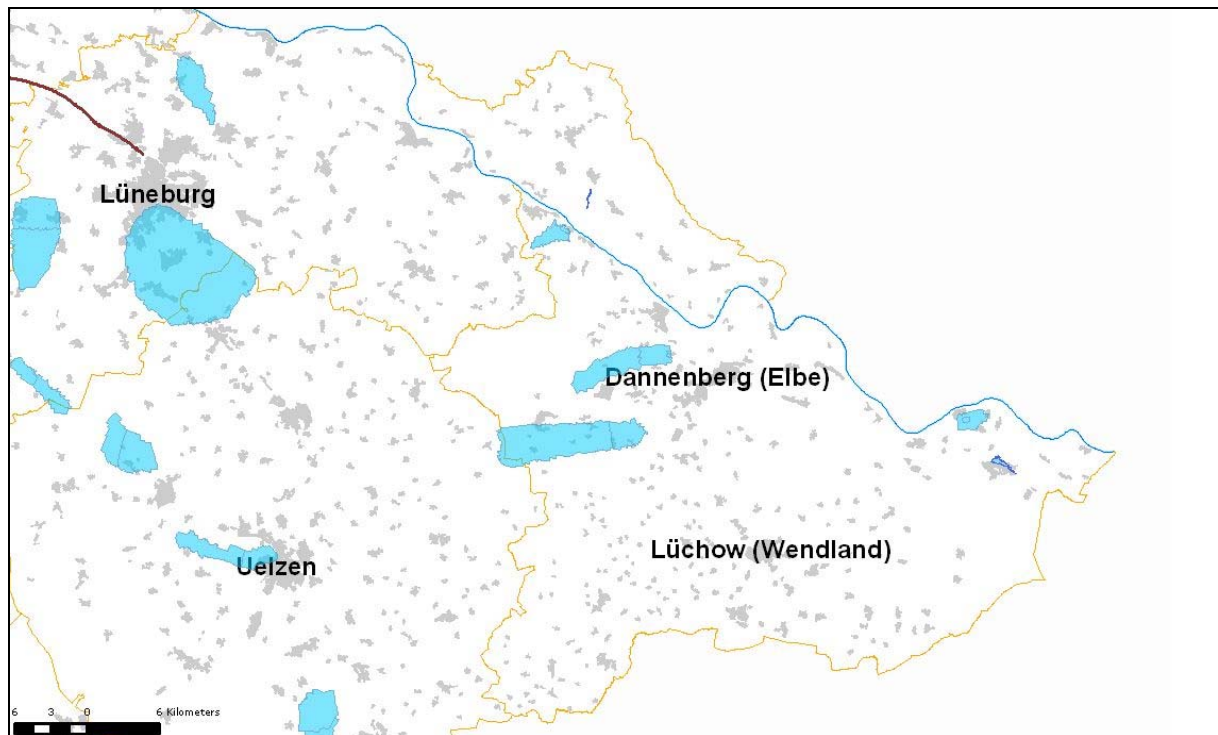 Lüneburg
Dannenberg (Elbe)
Lüchow (Wendland)
Uelzen
6 3 0 6 Kilometers